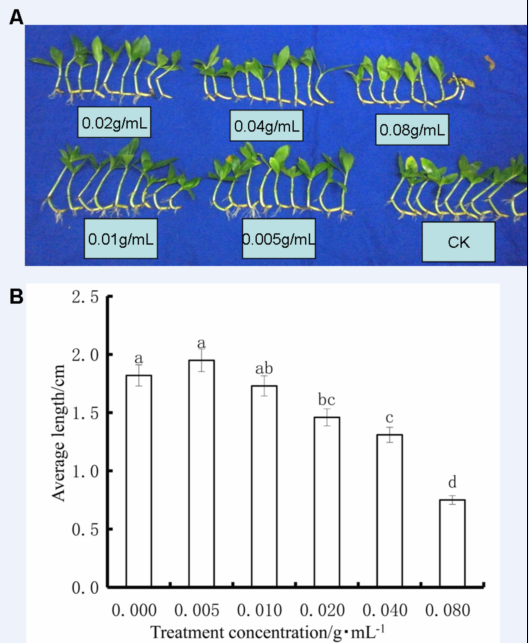 A
0.02g/mL
0.04g/mL
0.08g/mL
0.01g/mL
0.005g/mL
CK
B
2.5
2.0
1.5
1.0
0.5
0.0
Average length/cm
a
a
ab
bc
c
d
0.000 0.005 0.010 0.020 0.040 0.080
Treatment concentration/g·mL⁻¹